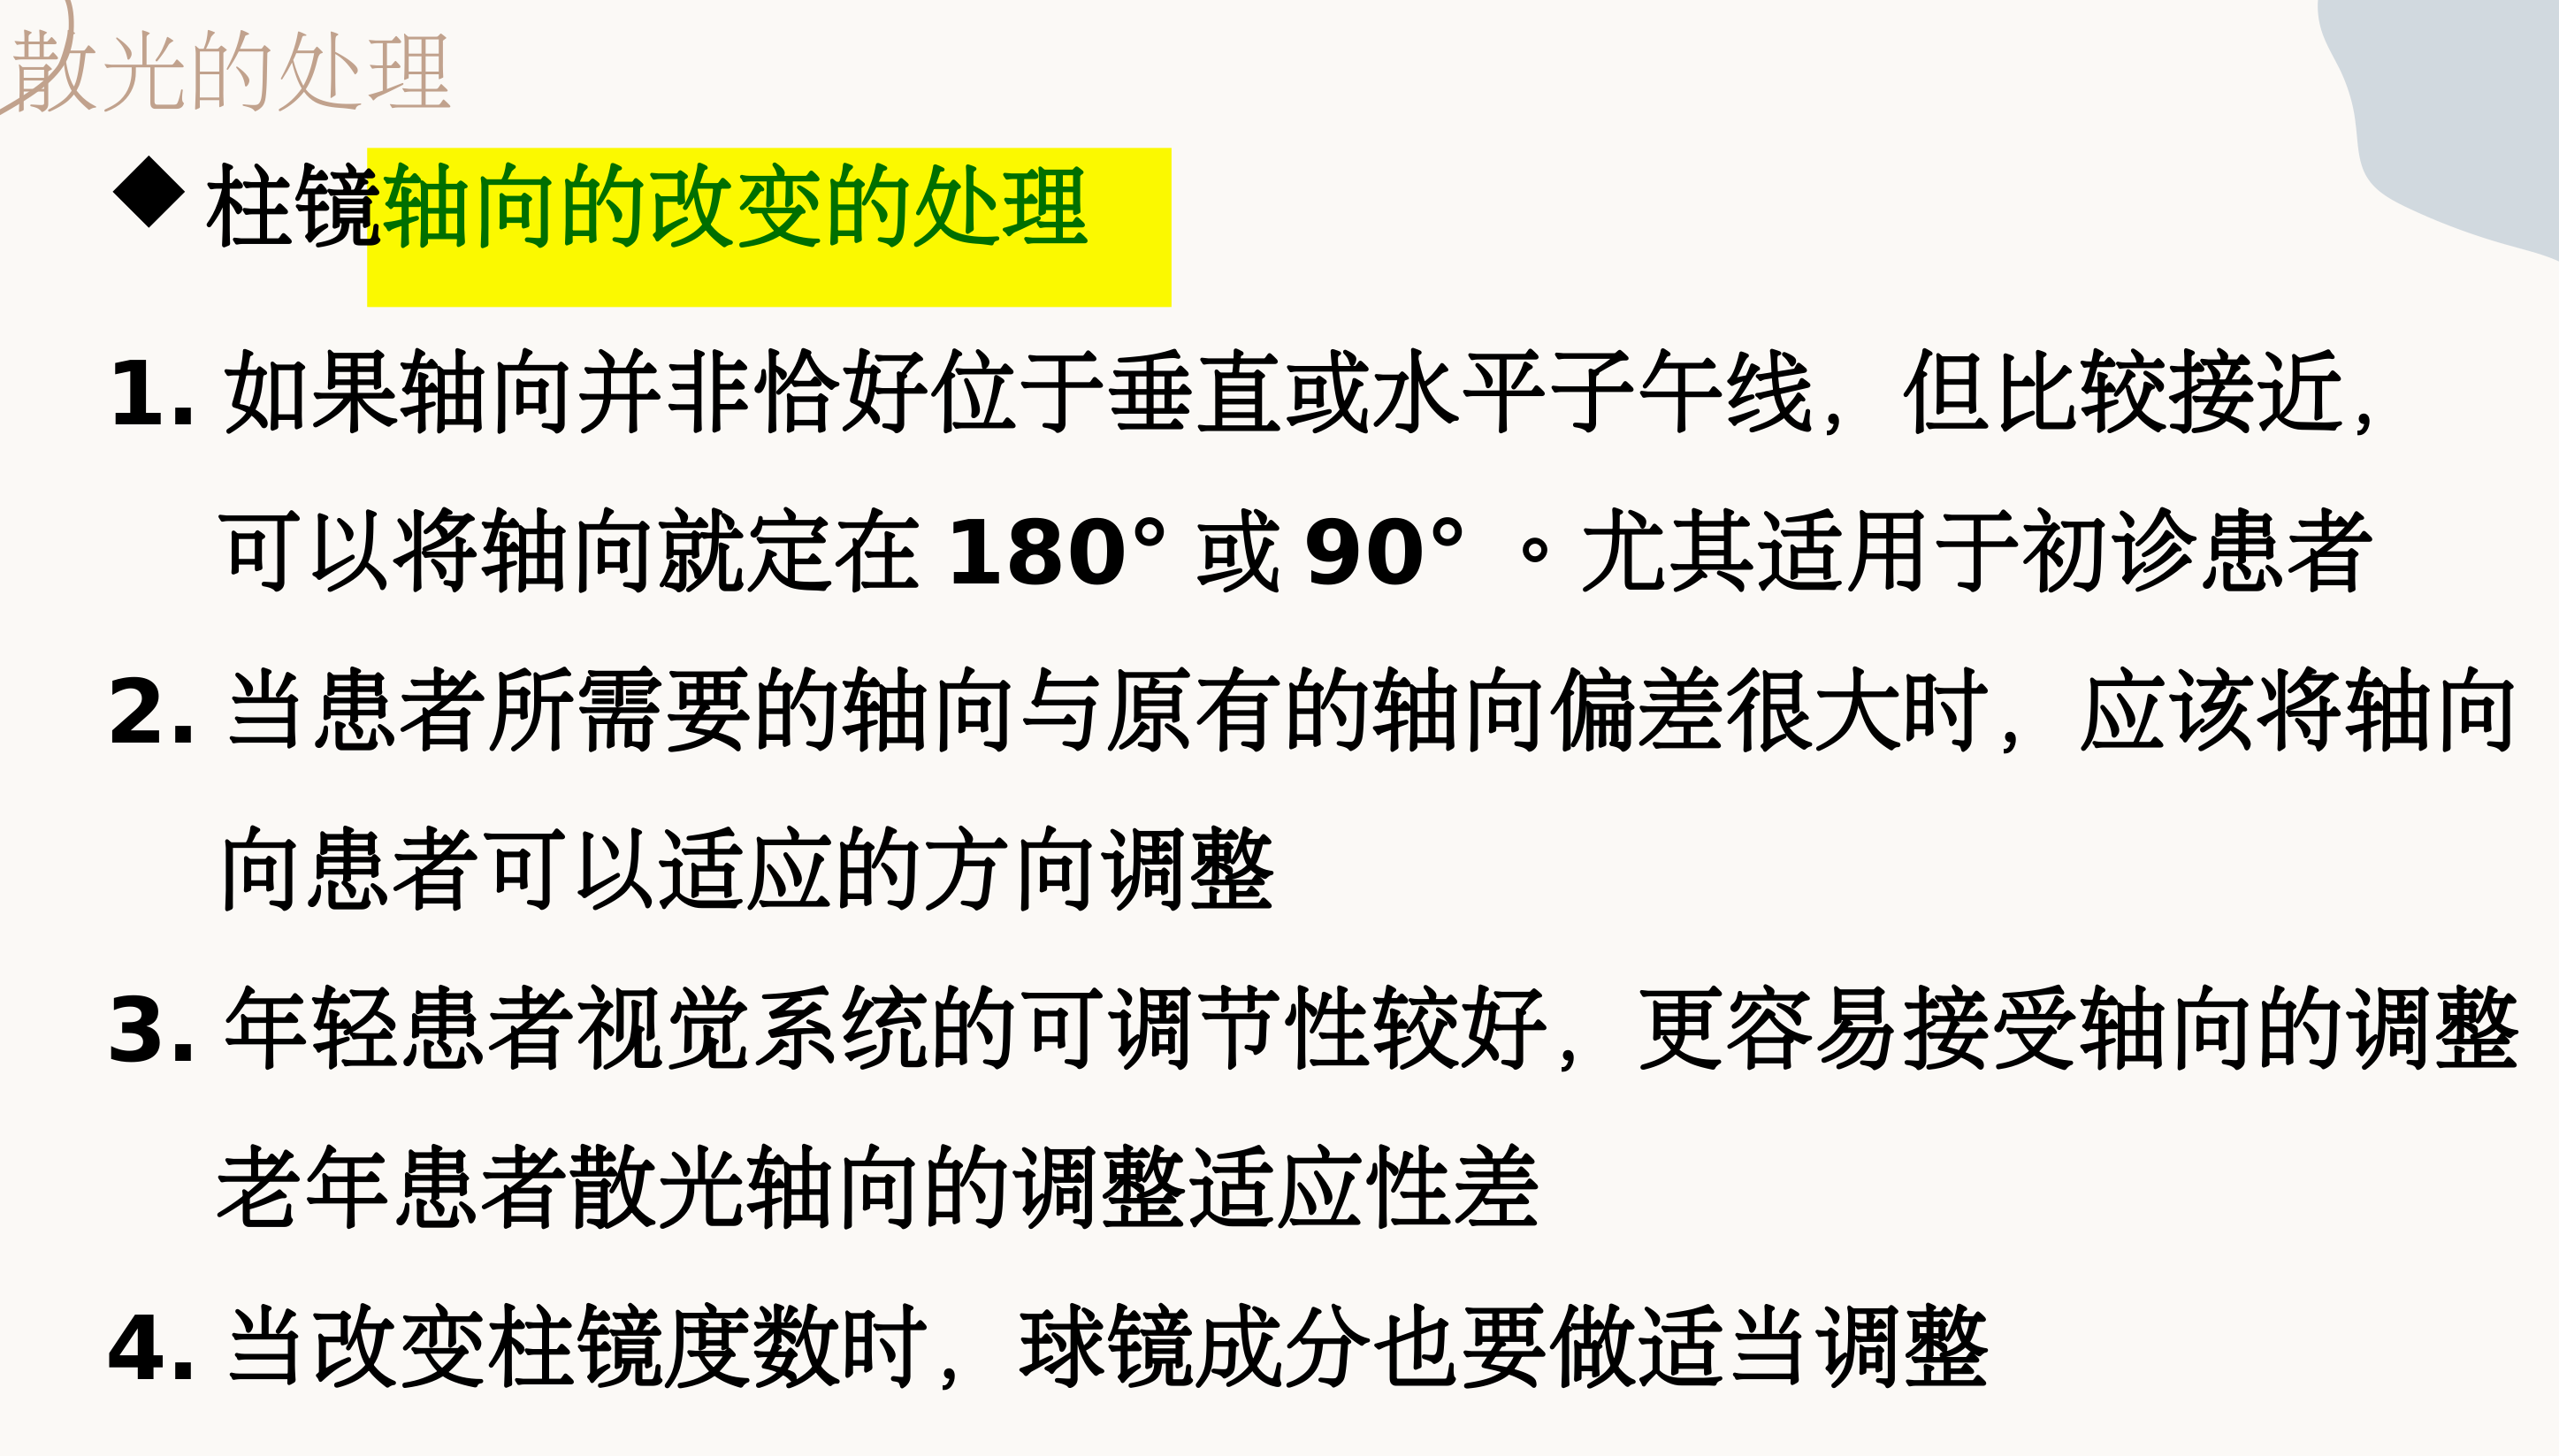 散光的处理
◆ 柱镜轴向的改变的处理
1. 如果轴向并非恰好位于垂直或水平子午线，但比较接近，
可以将轴向就定在 180° 或 90° 。尤其适用于初诊患者
2. 当患者所需要的轴向与原有的轴向偏差很大时，应该将轴向
向患者可以适应的方向调整
3. 年轻患者视觉系统的可调节性较好，更容易接受轴向的调整
老年患者散光轴向的调整适应性差
4. 当改变柱镜度数时，球镜成分也要做适当调整